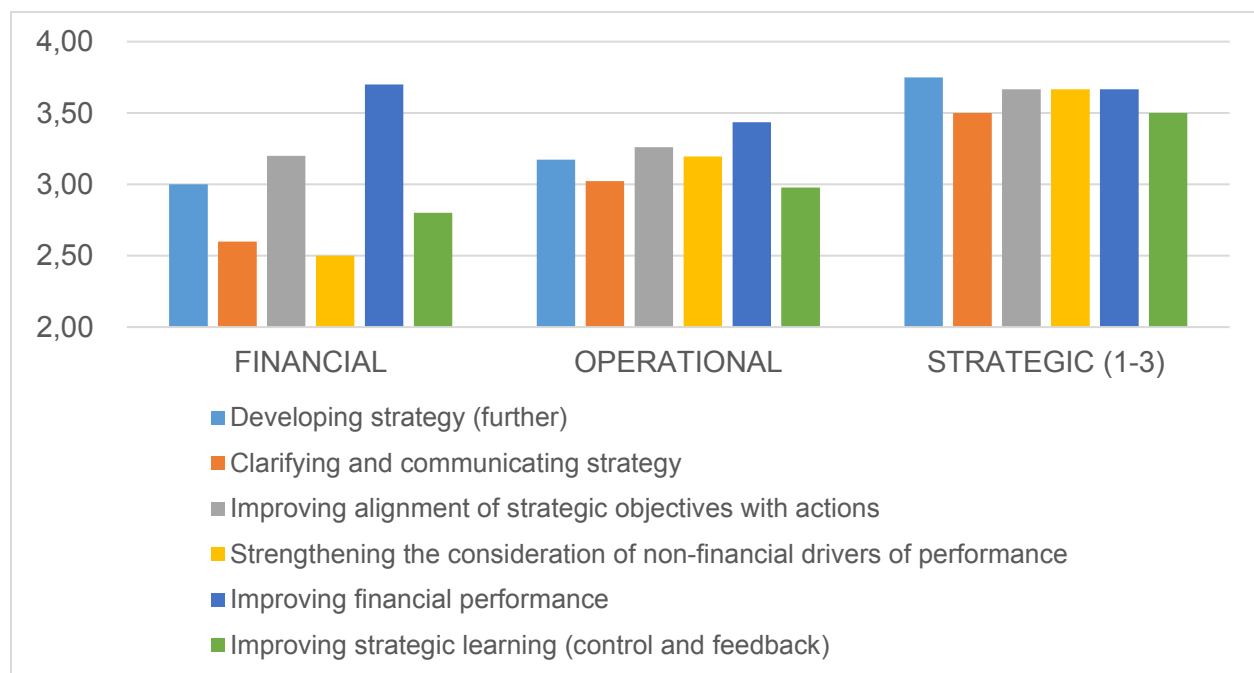 4,00
3,50
3,00
2,50
2,00
FINANCIAL OPERATIONAL STRATEGIC (1-3)
Developing strategy (further)
Clarifying and communicating strategy
Improving alignment of strategic objectives with actions
Strengthening the consideration of non-financial drivers of performance
Improving financial performance
Improving strategic learning (control and feedback)